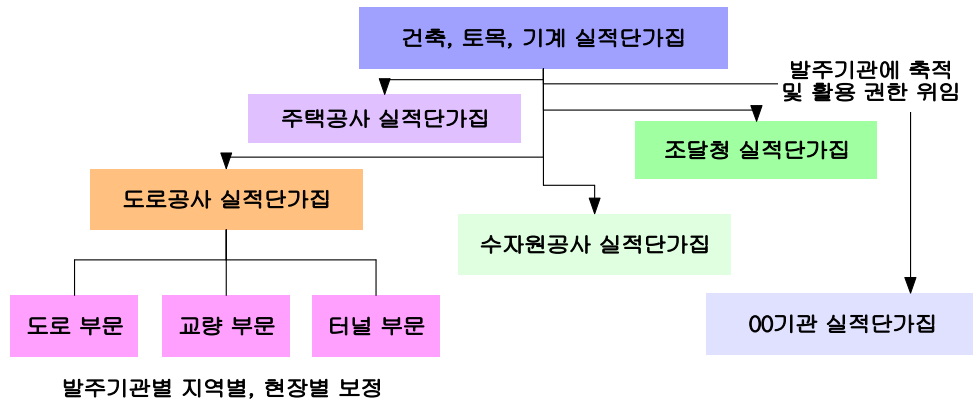 건축, 토목, 기계 실적단가집
발주기관에 축적
및 활용 권한 위임
주택공사 실적단가집
조달청 실적단가집
도로공사 실적단가집
수자원공사 실적단가집
도로 부문
교량 부문
터널 부문
00기관 실적단가집
발주기관별 지역별, 현장별 보정